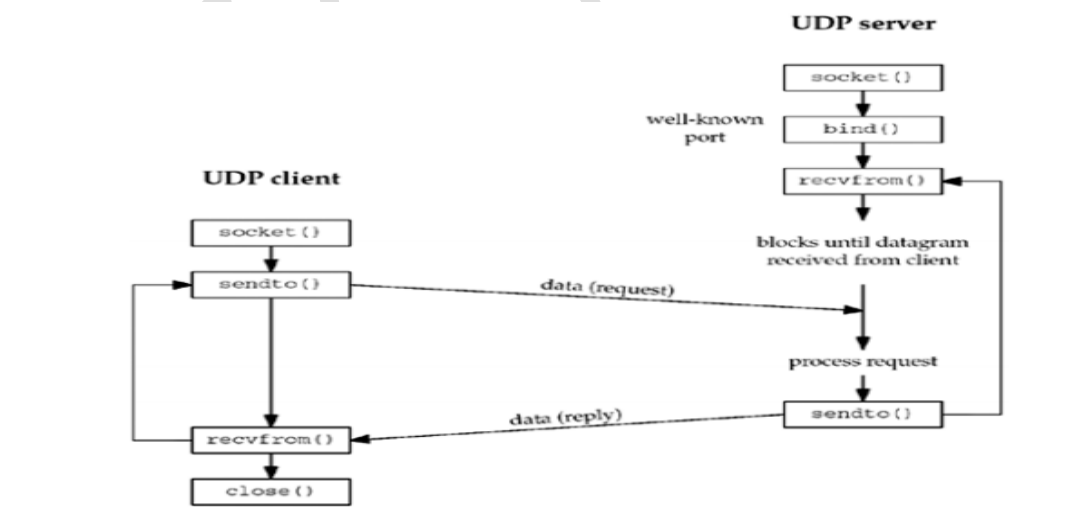 UDP server
socket()
bind()
well-known
port
recvfrom()
blocks until datagram
received from client
process request
sendto()
UDP client
socket()
sendto()
data (request)
data (reply)
recvfrom()
close()